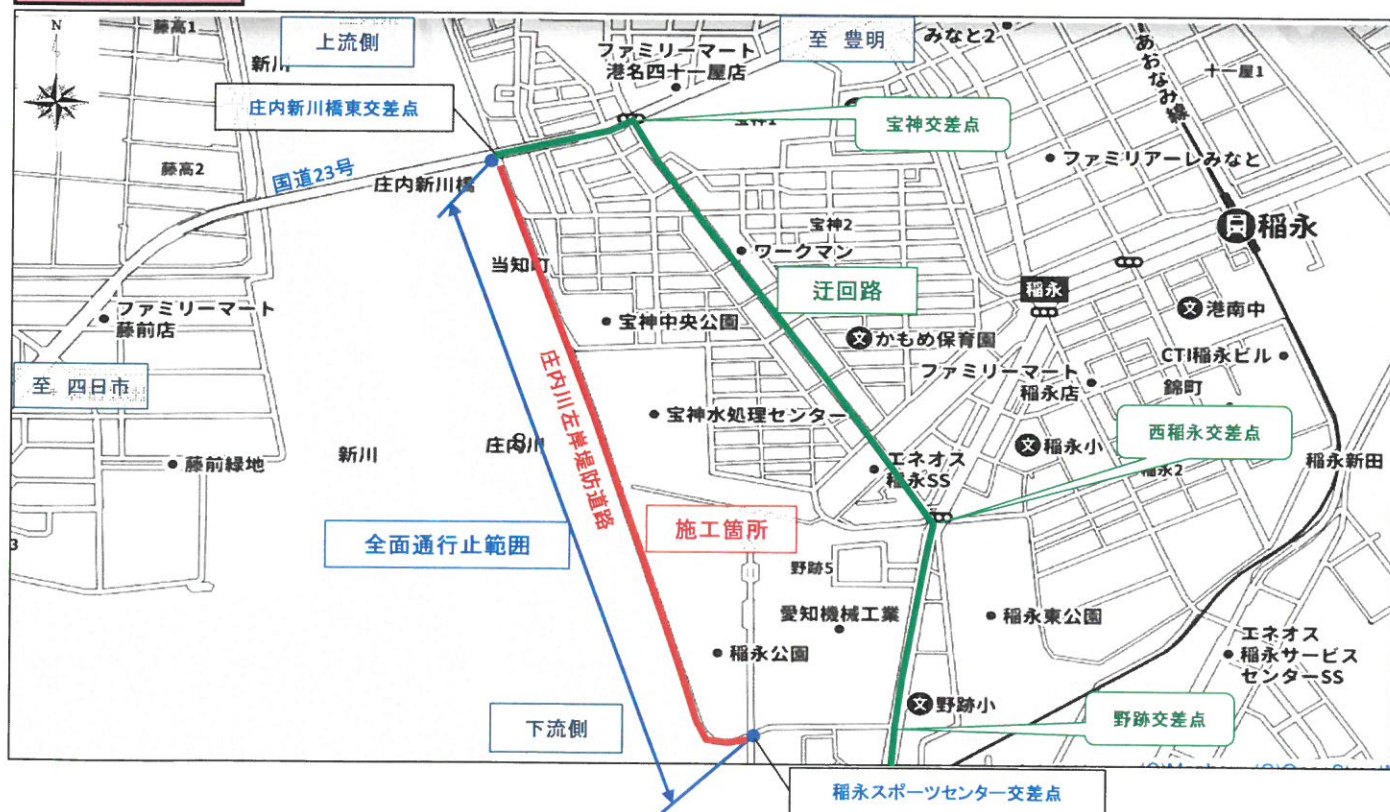 N
藤高1
新川
上流側
ファミリーマート
港名四十一屋店
至 豊明
みなと2
あおなみ線
十一屋1
庄内新川橋東交差点
宝神1
宝神交差点
藤高2
国道23号
庄内新川橋
ファミリアーレみなと
宝神2
ワークマン
稲永
当知町
迂回路
稲永
ファミリーマート
藤前店
宝神中央公園
文
かもめ保育園
文
港南中
CTI稲永ビル
ファミリーマート
稲永店
錦町
至 四日市
庄内川左岸堤防道路
宝神水処理センター
西稲永交差点
新川
庄内川
藤前緑地
エネオス
稲永SS
文
稲永小
稲永2
稲永新田
全面通行止範囲
施工箇所
3
野跡5
愛知機械工業
稲永東公園
稲永公園
エネオス
稲永サービス
センターSS
下流側
文
野跡小
野跡交差点
稲永スポーツセンター交差点